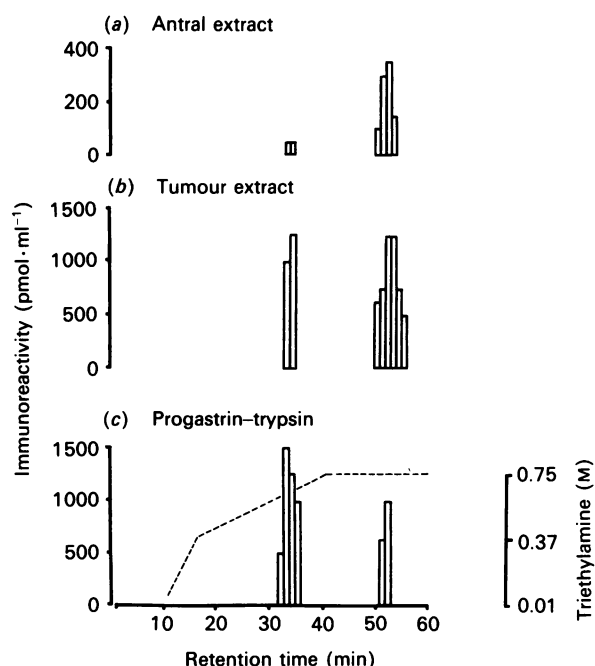 (a) Antral extract
400
200
0
(b) Tumour extract
1500
1000
500
0
Immunoreactivity (pmol·ml−1)
(c) Progastrin–trypsin
1500
1000
500
0
0.75
0.37
0.01
Triethylamine (M)
10 20 30 40 50 60
Retention time (min)